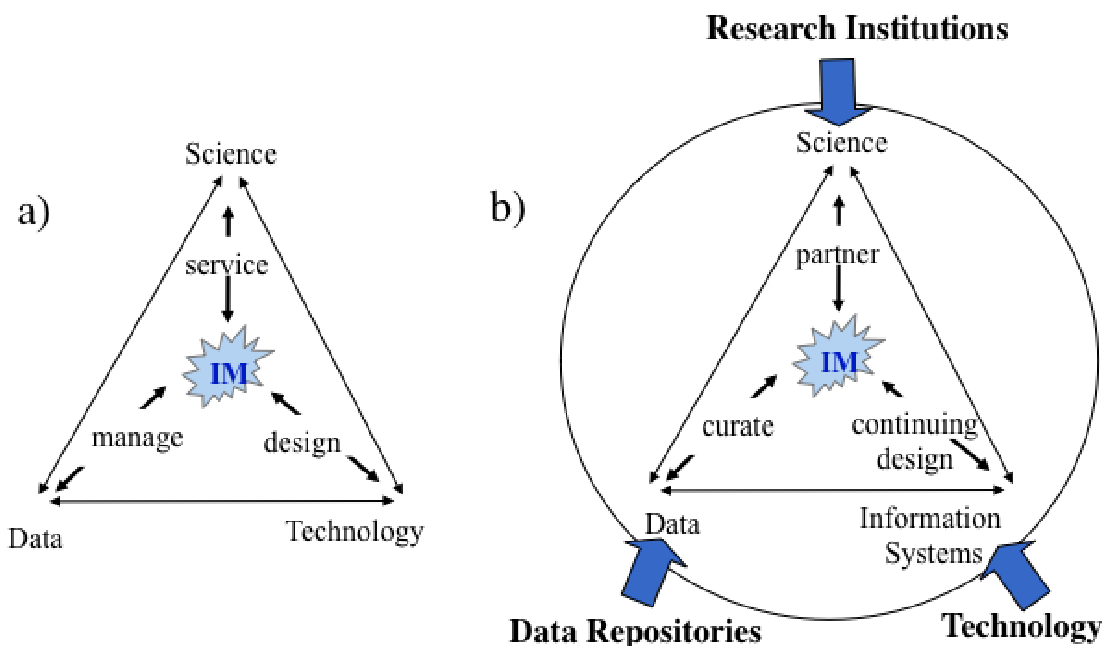 a)
Science
service
IM
manage
design
Data
Technology
b)
Research Institutions
Science
partner
IM
curate
continuing
design
Data
Information
Systems
Data Repositories
Technology